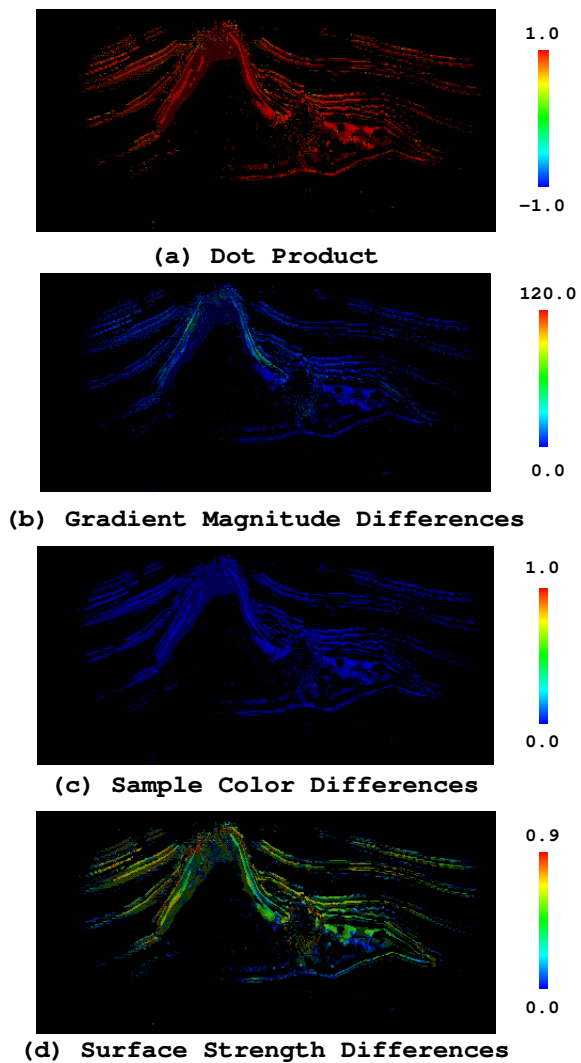 1.0
−1.0
(a) Dot Product
120.0
0.0
(b) Gradient Magnitude Differences
1.0
0.0
(c) Sample Color Differences
0.9
0.0
(d) Surface Strength Differences